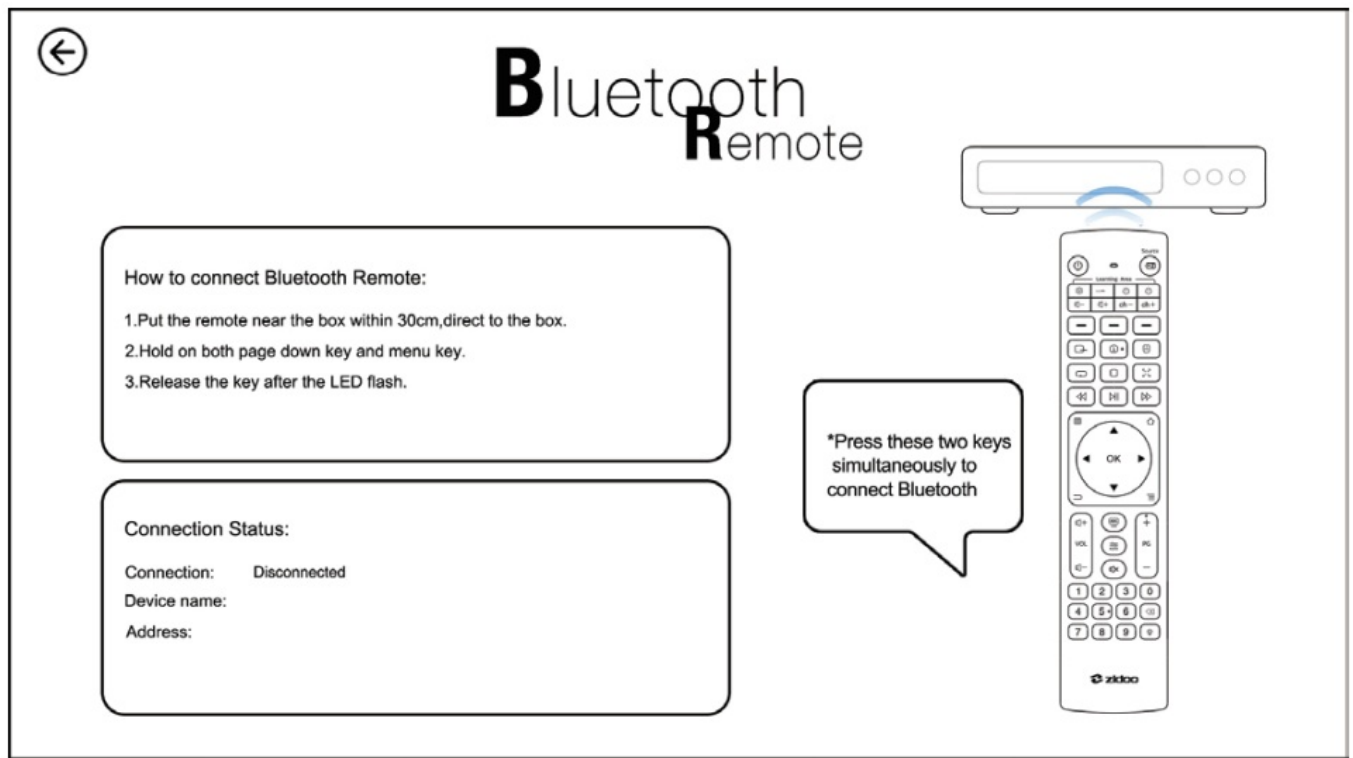 Bluetooth
Remote
How to connect Bluetooth Remote:
1.Put the remote near the box within 30cm,direct to the box.
2.Hold on both page down key and menu key.
3.Release the key after the LED flash.
Connection Status:
Connection: Disconnected
Device name:
Address:
*Press these two keys
simultaneously to
connect Bluetooth
Source
Learning Area
ch- ch+
OK
VOL PG
1 2 3 0
4 5 6
7 8 9
zidoo